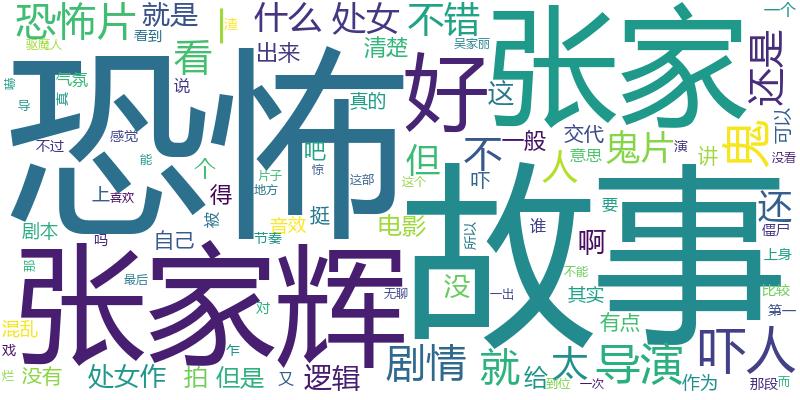 恐怖片
就是
什么
处女
不错
张家
一个
看到
驱魔人
看
出来
清楚
吴家丽
还是
渣
恐怖
好
气氛
说
真的
这
真
导
感觉
不过
吧
但
不
一般
交代
鬼片
演
讲
鬼
可以
能
个
片子
惊
这部
这个
人
意思
没看
上
喜欢
得
地方
吓
故事
还
要
剧本
被
音效
挺
电影
谁
啊
僵尸
吗
自己
节奏
所以
上身
那
张家辉
最后
对
无聊
没
一出
其实
不能
比较
混乱
有点
第一
戏
乍
剧情
吓人
烂
没有
处女作
拍
但是
又
逻辑
就
给
太
导演
到位
一次
作为
那段
而